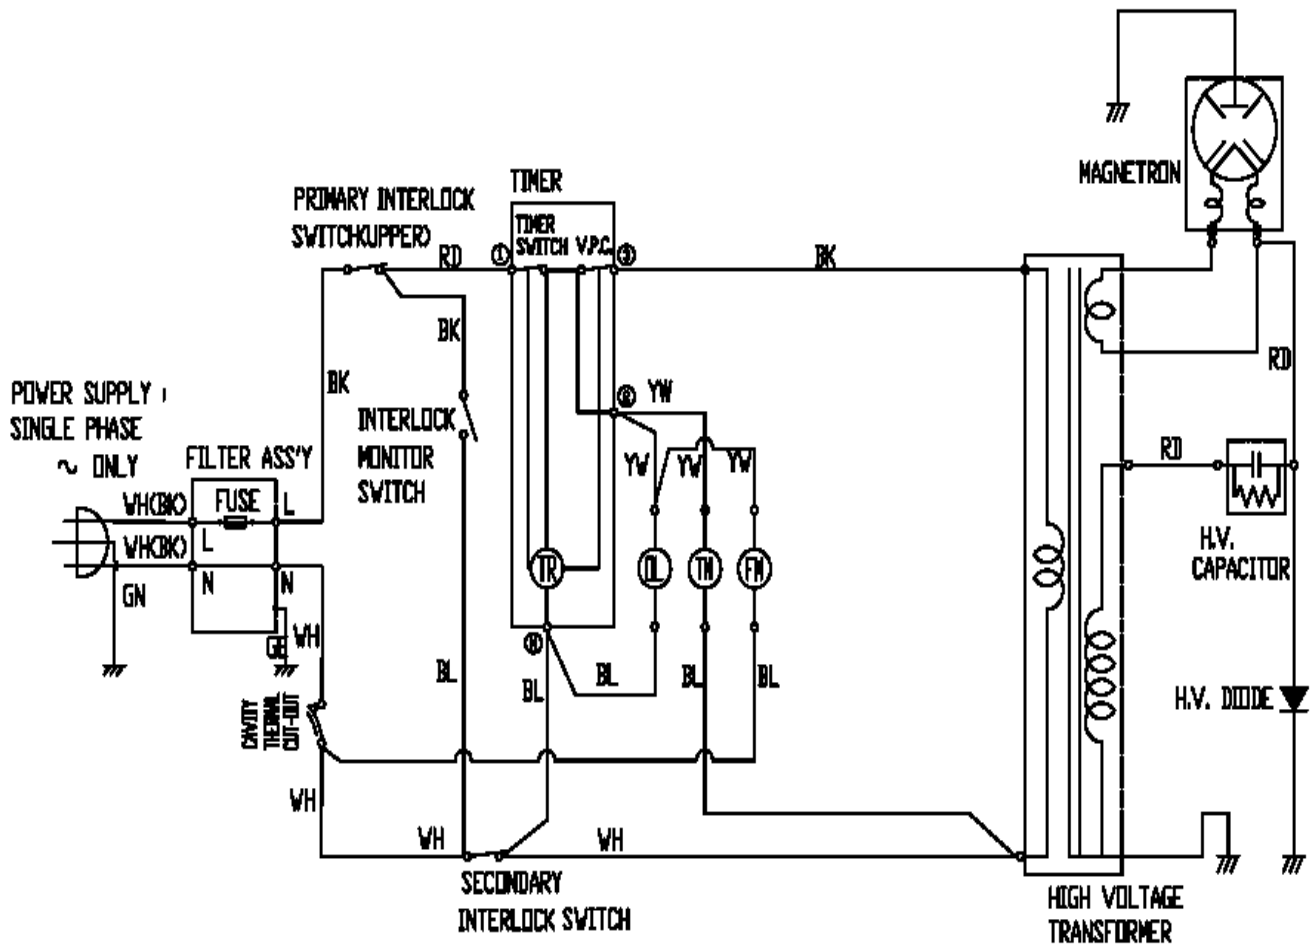 MAGNETRON
TIMER
PRIMARY INTERLOCK
SWITCH(UPPER)
TIMER
SWITCH V.P.C.
①
③
RD
BK
BK
RD
POWER SUPPLY :
SINGLE PHASE
~ ONLY
BK
INTERLOCK
MONITOR
SWITCH
②
YW
YW
YW
YW
RD
FILTER ASS'Y
WH(BK)
FUSE
L
L
WH(BK)
N
N
GN
H.V.
CAPACITOR
TR
OL
TM
FM
WH
BL
BL
BL
BL
BL
H.V. DIODE
CAVITY
THERMAL
CUT-OUT
WH
WH
WH
SECONDARY
INTERLOCK SWITCH
HIGH VOLTAGE
TRANSFORMER